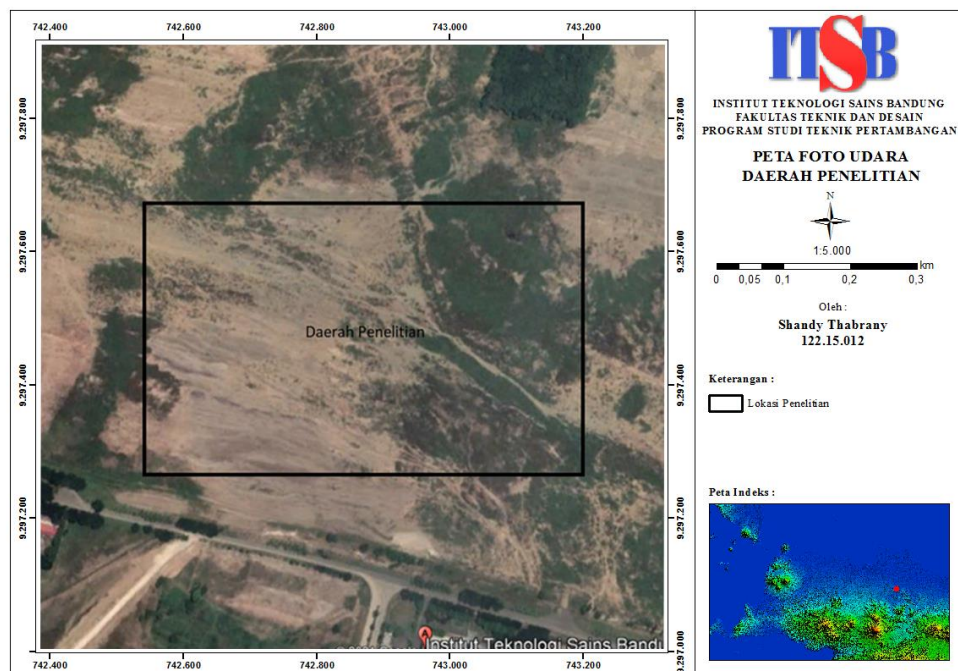 742.400 742.600 742.800 743.000 743.200
9.297.800
9.297.600
9.297.400
9.297.200
9.297.000
Daerah Penelitian
A
Institut Teknologi Sains Bandu
742.400 742.600 742.800 743.000 743.200
9.297.800
9.297.600
9.297.400
9.297.200
9.297.000
ITSB
INSTITUT TEKNOLOGI SAINS BANDUNG
FAKULTAS TEKNIK DAN DESAIN
PROGRAM STUDI TEKNIK PERTAMBANGAN
PETA FOTO UDARA
DAERAH PENELITIAN
N
1:5.000
km
0 0,05 0,1 0,2 0,3
Oleh :
Shandy Thabrany
122.15.012
Keterangan :
Lokasi Penelitian
Peta Indeks :